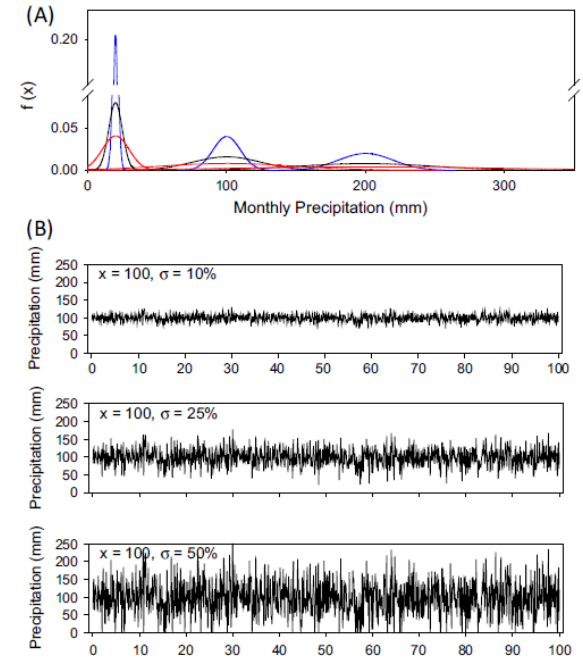 (A)
0.20
f (x)
0.05
0.00
0 100 200 300
Monthly Precipitation (mm)
(B)
Precipitation (mm)
250
200
150
100
50
0
x = 100, σ = 10%
0 10 20 30 40 50 60 70 80 90 100
Precipitation (mm)
250
200
150
100
50
0
x = 100, σ = 25%
0 10 20 30 40 50 60 70 80 90 100
Precipitation (mm)
250
200
150
100
50
0
x = 100, σ = 50%
0 10 20 30 40 50 60 70 80 90 100